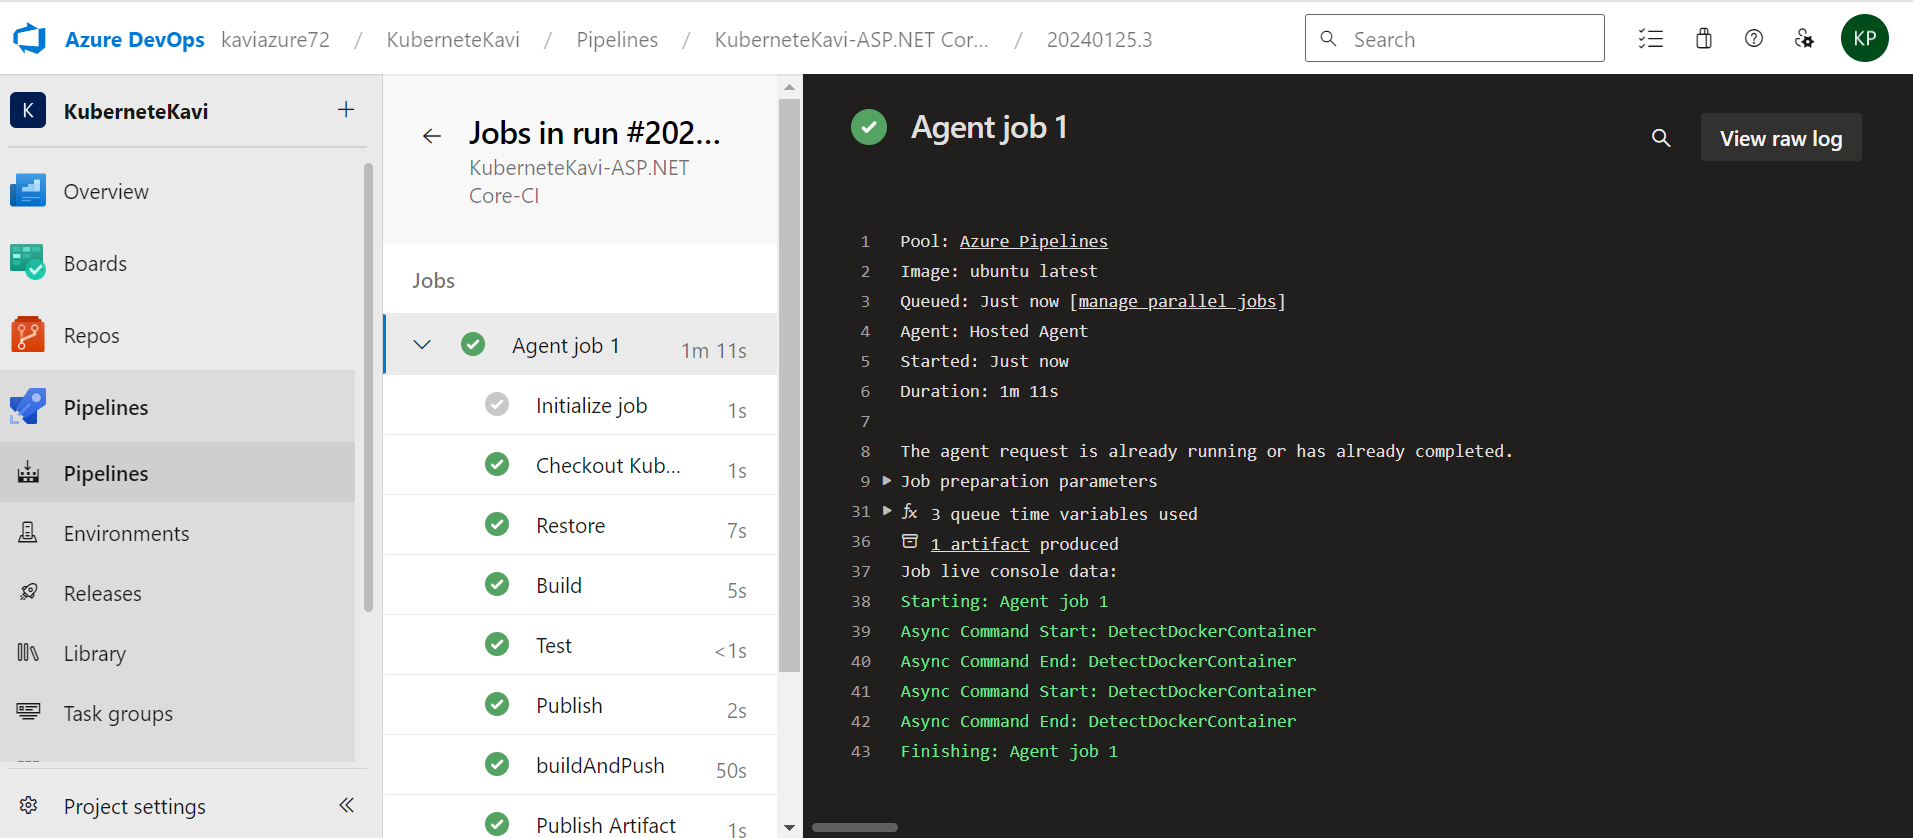 Azure DevOps kaviazure72 / KuberneteKavi / Pipelines / KuberneteKavi-ASP.NET Cor... / 20240125.3
Search
KP
K KuberneteKavi
Overview
Boards
Repos
Pipelines
Pipelines
Environments
Releases
Library
Task groups
Project settings
Jobs in run #202...
KuberneteKavi-ASP.NET
Core-CI
Jobs
Agent job 1 1m 11s
Initialize job 1s
Checkout Kub... 1s
Restore 7s
Build 5s
Test <1s
Publish 2s
buildAndPush 50s
Publish Artifact 1s
Agent job 1
View raw log
1 Pool: Azure Pipelines
2 Image: ubuntu latest
3 Queued: Just now [manage parallel jobs]
4 Agent: Hosted Agent
5 Started: Just now
6 Duration: 1m 11s
7
8 The agent request is already running or has already completed.
9 Job preparation parameters
31 fx 3 queue time variables used
36 1 artifact produced
37 Job live console data:
38 Starting: Agent job 1
39 Async Command Start: DetectDockerContainer
40 Async Command End: DetectDockerContainer
41 Async Command Start: DetectDockerContainer
42 Async Command End: DetectDockerContainer
43 Finishing: Agent job 1